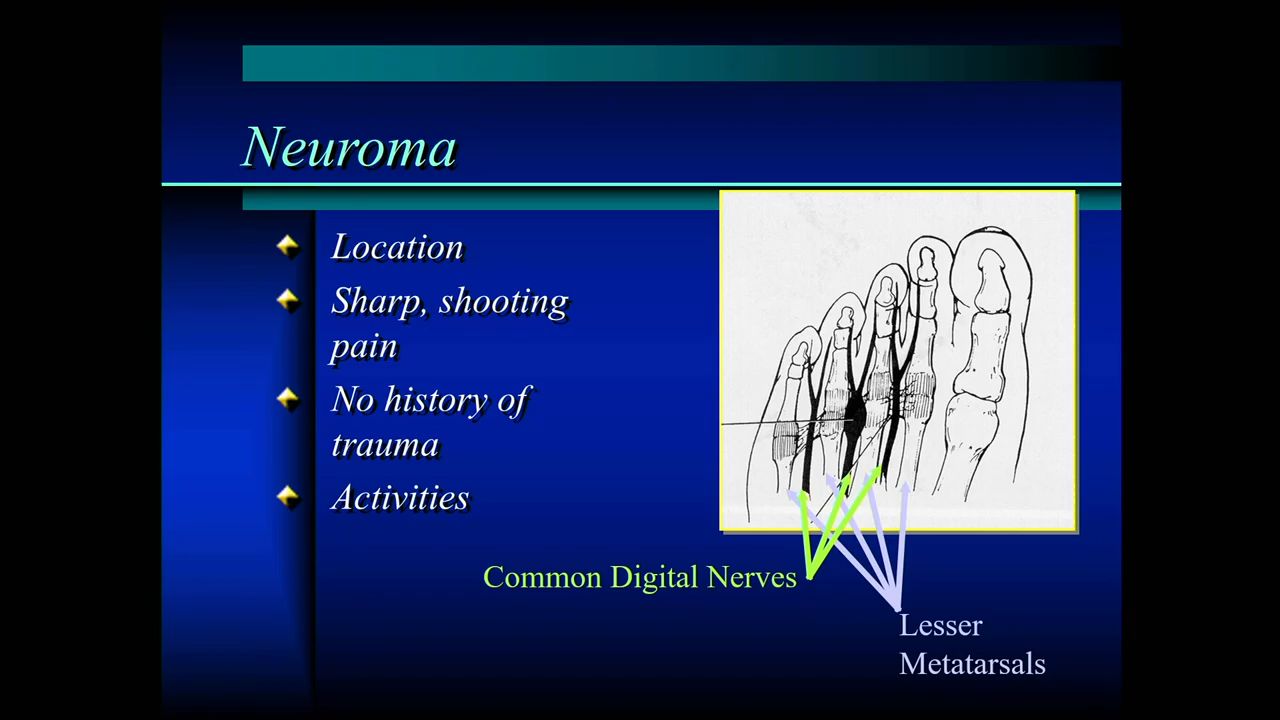 Neuroma
Location
Sharp, shooting
pain
No history of
trauma
Activities
Common Digital Nerves
Lesser
Metatarsals